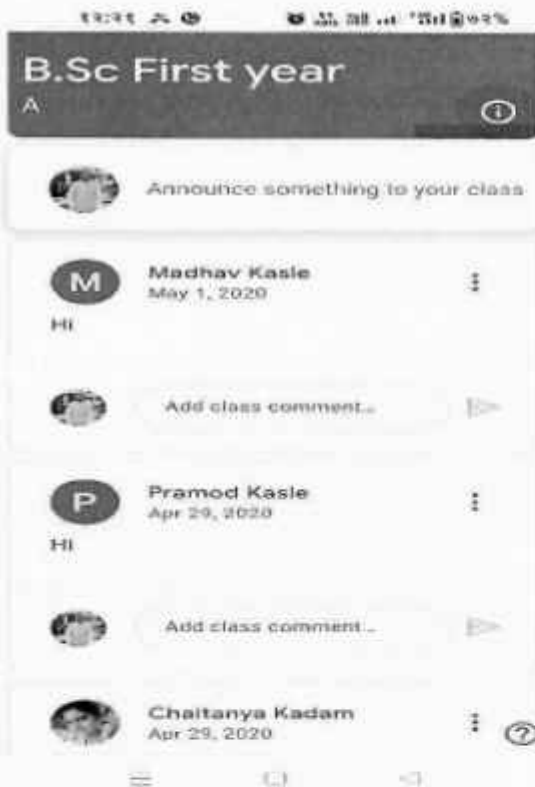 B.Sc First year
A
Announce something to your class
M
Madhav Kasle
May 1, 2020
Hi
Add class comment...
P
Pramod Kasle
Apr 29, 2020
Hi
Add class comment...
Chaitanya Kadam
Apr 29, 2020